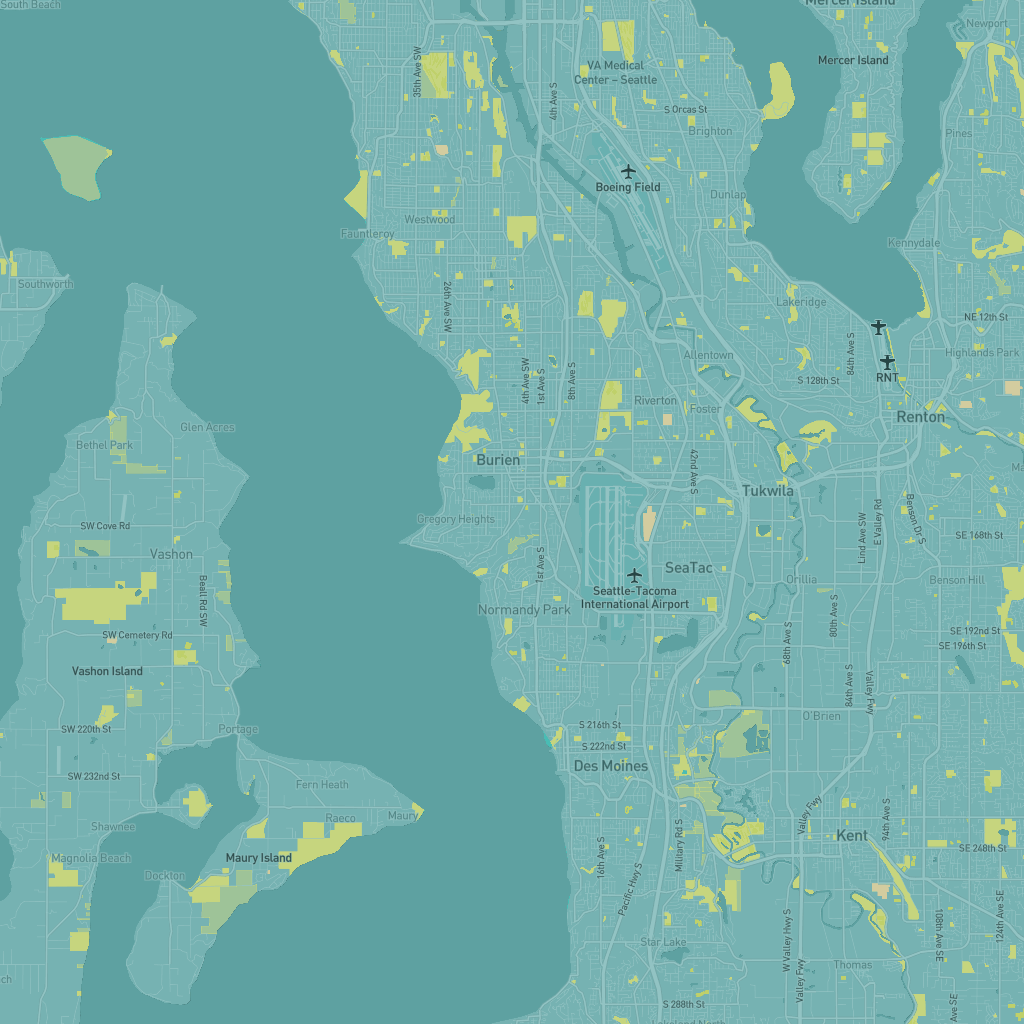 South Beach
Mercer Island
Newport
35th Ave SW
VA Medical
Center – Seattle
Mercer Island
4th Ave S
S Orcas St
Brighton
Pines
Boeing Field
Dunlap
Westwood
Fauntleroy
Kennydale
Southworth
26th Ave SW
Lakeridge
NE 12th St
84th Ave S
Allentown
Highlands Park
4th Ave SW
1st Ave S
8th Ave S
S 128th St
RNT
Riverton
Foster
Renton
Glen Acres
Bethel Park
Burien
42nd Ave S
Tukwila
SW Cove Rd
Gregory Heights
Lind Ave SW
E Valley Rd
Benson Dr S
SE 168th St
Vashon
1st Ave S
SeaTac
Orillia
Benson Hill
Beall Rd SW
Seattle-Tacoma
International Airport
Normandy Park
80th Ave S
SW Cemetery Rd
68th Ave S
SE 192nd St
SE 196th St
Vashon Island
84th Ave S
Valley Fwy
SW 220th St
Portage
S 216th St
O'Brien
S 222nd St
Des Moines
SW 232nd St
Fern Heath
Maury
Raeco
Shawnee
Valley Fwy
94th Ave S
Kent
Magnolia Beach
Maury Island
16th Ave S
Military Rd S
SE 248th St
Dockton
Pacific Hwy S
108th Ave SE
124th Ave SE
W Valley Hwy S
Star Lake
Thomas
Valley Fwy
S 288th St
Ave SE
Lakeland North